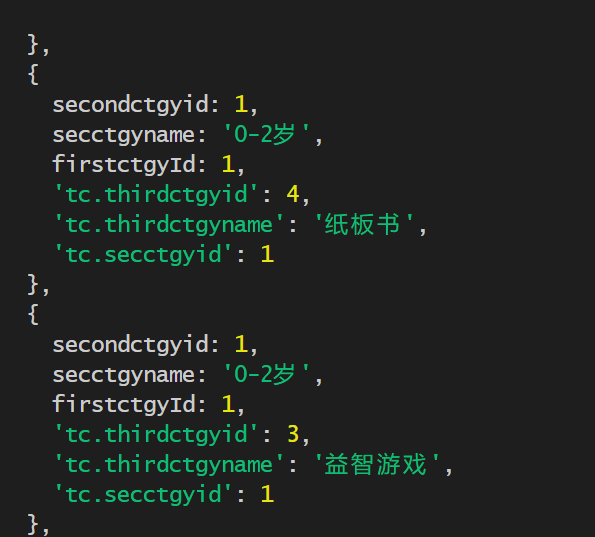 },
{
secondctgyid: 1,
secctgyname: '0-2岁',
firstctgyId: 1,
'tc.thirdctgyid': 4,
'tc.thirdctgyname': '纸板书',
'tc.secctgyid': 1
},
{
secondctgyid: 1,
secctgyname: '0-2岁',
firstctgyId: 1,
'tc.thirdctgyid': 3,
'tc.thirdctgyname': '益智游戏',
'tc.secctgyid': 1
},